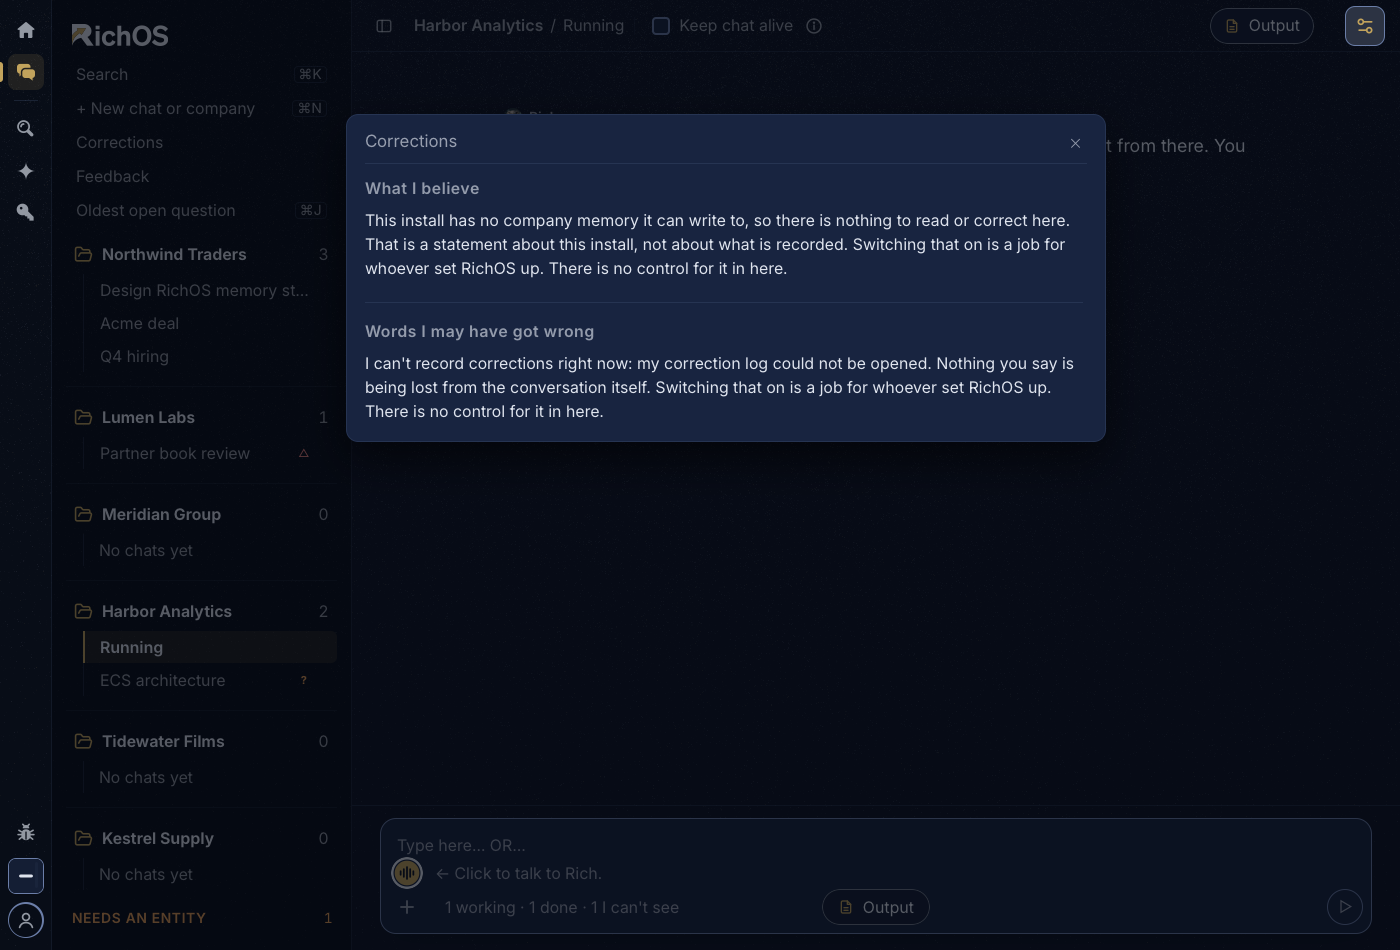 RichOS
Search ⌘K
+ New chat or company ⌘N
Corrections
Feedback
Oldest open question ⌘J
Northwind Traders 3
Design RichOS memory st...
Acme deal
Q4 hiring
Lumen Labs 1
Partner book review
Meridian Group 0
No chats yet
Harbor Analytics 2
Running
ECS architecture ?
Tidewater Films 0
No chats yet
Kestrel Supply 0
No chats yet
NEEDS AN ENTITY 1
Harbor Analytics / Running
Keep chat alive
Output
t from there. You
Corrections
What I believe
This install has no company memory it can write to, so there is nothing to read or correct here.
That is a statement about this install, not about what is recorded. Switching that on is a job for
whoever set RichOS up. There is no control for it in here.
Words I may have got wrong
I can't record corrections right now: my correction log could not be opened. Nothing you say is
being lost from the conversation itself. Switching that on is a job for whoever set RichOS up.
There is no control for it in here.
Type here... OR...
← Click to talk to Rich.
1 working · 1 done · 1 I can't see
Output